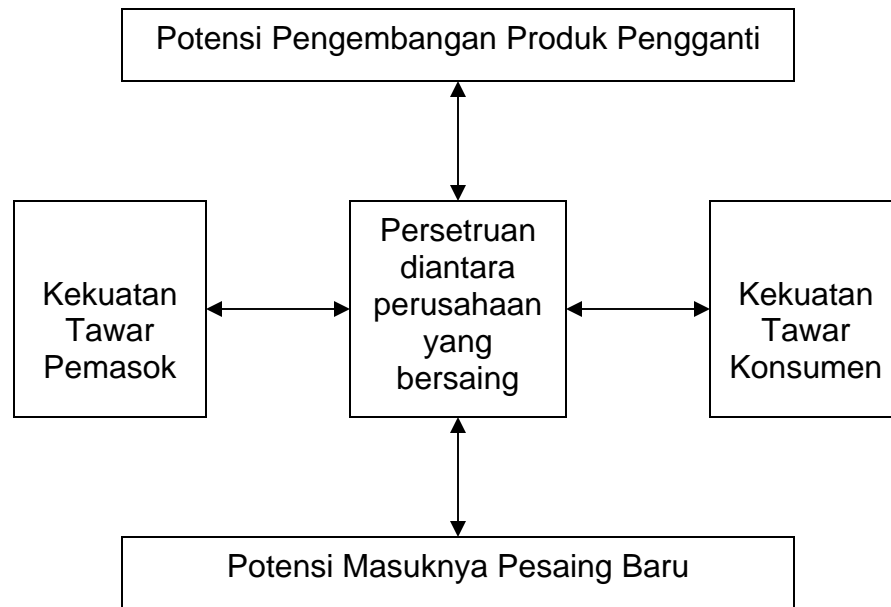 Potensi Pengembangan Produk Pengganti
Kekuatan
Tawar
Pemasok
Persetruan
diantara
perusahaan
yang
bersaing
Kekuatan
Tawar
Konsumen
Potensi Masuknya Pesaing Baru